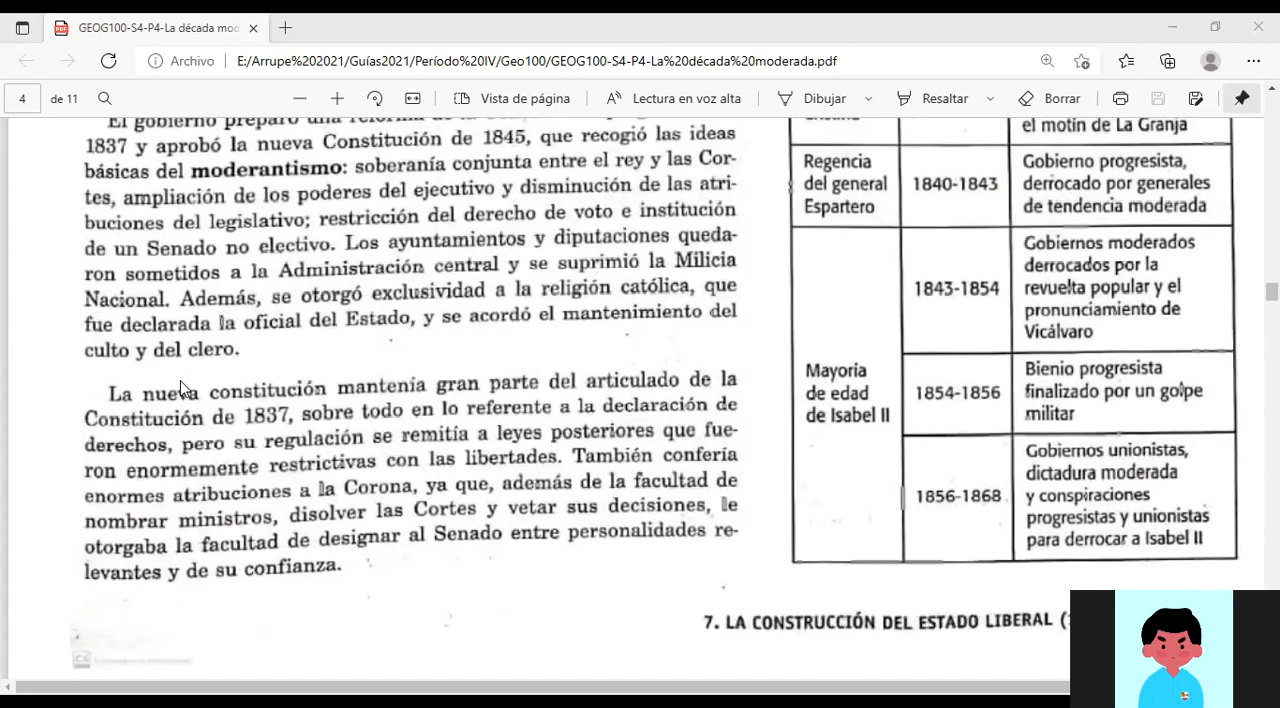 GEOG100-S4-P4-La década mod
Archivo
E:/Arrupe%202021/Guías2021/Período%20IV/Geo100/GEOG100-S4-P4-La%20década%20moderada.pdf
4
de 11
Vista de página
Lectura en voz alta
Dibujar
Resaltar
Borrar
El gobierno preparó una reforma de la
1837 y aprobó la nueva Constitución de 1845, que recogió las ideas
básicas del moderantismo: soberanía conjunta entre el rey y las Cor-
tes, ampliación de los poderes del ejecutivo y disminución de las atri-
buciones del legislativo; restricción del derecho de voto e institución
de un Senado no electivo. Los ayuntamientos y diputaciones queda-
ron sometidos a la Administración central y se suprimió la Milicia
Nacional. Además, se otorgó exclusividad a la religión católica, que
fue declarada la oficial del Estado, y se acordó el mantenimiento del
culto y del clero.
La nueva constitución mantenía gran parte del articulado de la
Constitución de 1837, sobre todo en lo referente a la declaración de
derechos, pero su regulación se remitía a leyes posteriores que fue-
ron enormemente restrictivas con las libertades. También confería
enormes atribuciones a la Corona, ya que, además de la facultad de
nombrar ministros, disolver las Cortes y vetar sus decisiones, le
otorgaba la facultad de designar al Senado entre personalidades re-
levantes y de su confianza.
el motín de La Granja
Regencia
del general
Espartero
1840-1843
Gobierno progresista,
derrocado por generales
de tendencia moderada
Mayoría
de edad
de Isabel II
1843-1854
Gobiernos moderados
derrocados por la
revuelta popular y el
pronunciamiento de
Vicálvaro
1854-1856
Bienio progresista
finalizado por un golpe
militar
1856-1868
Gobiernos unionistas,
dictadura moderada
y conspiraciones
progresistas y unionistas
para derrocar a Isabel II
7. LA CONSTRUCCIÓN DEL ESTADO LIBERAL (